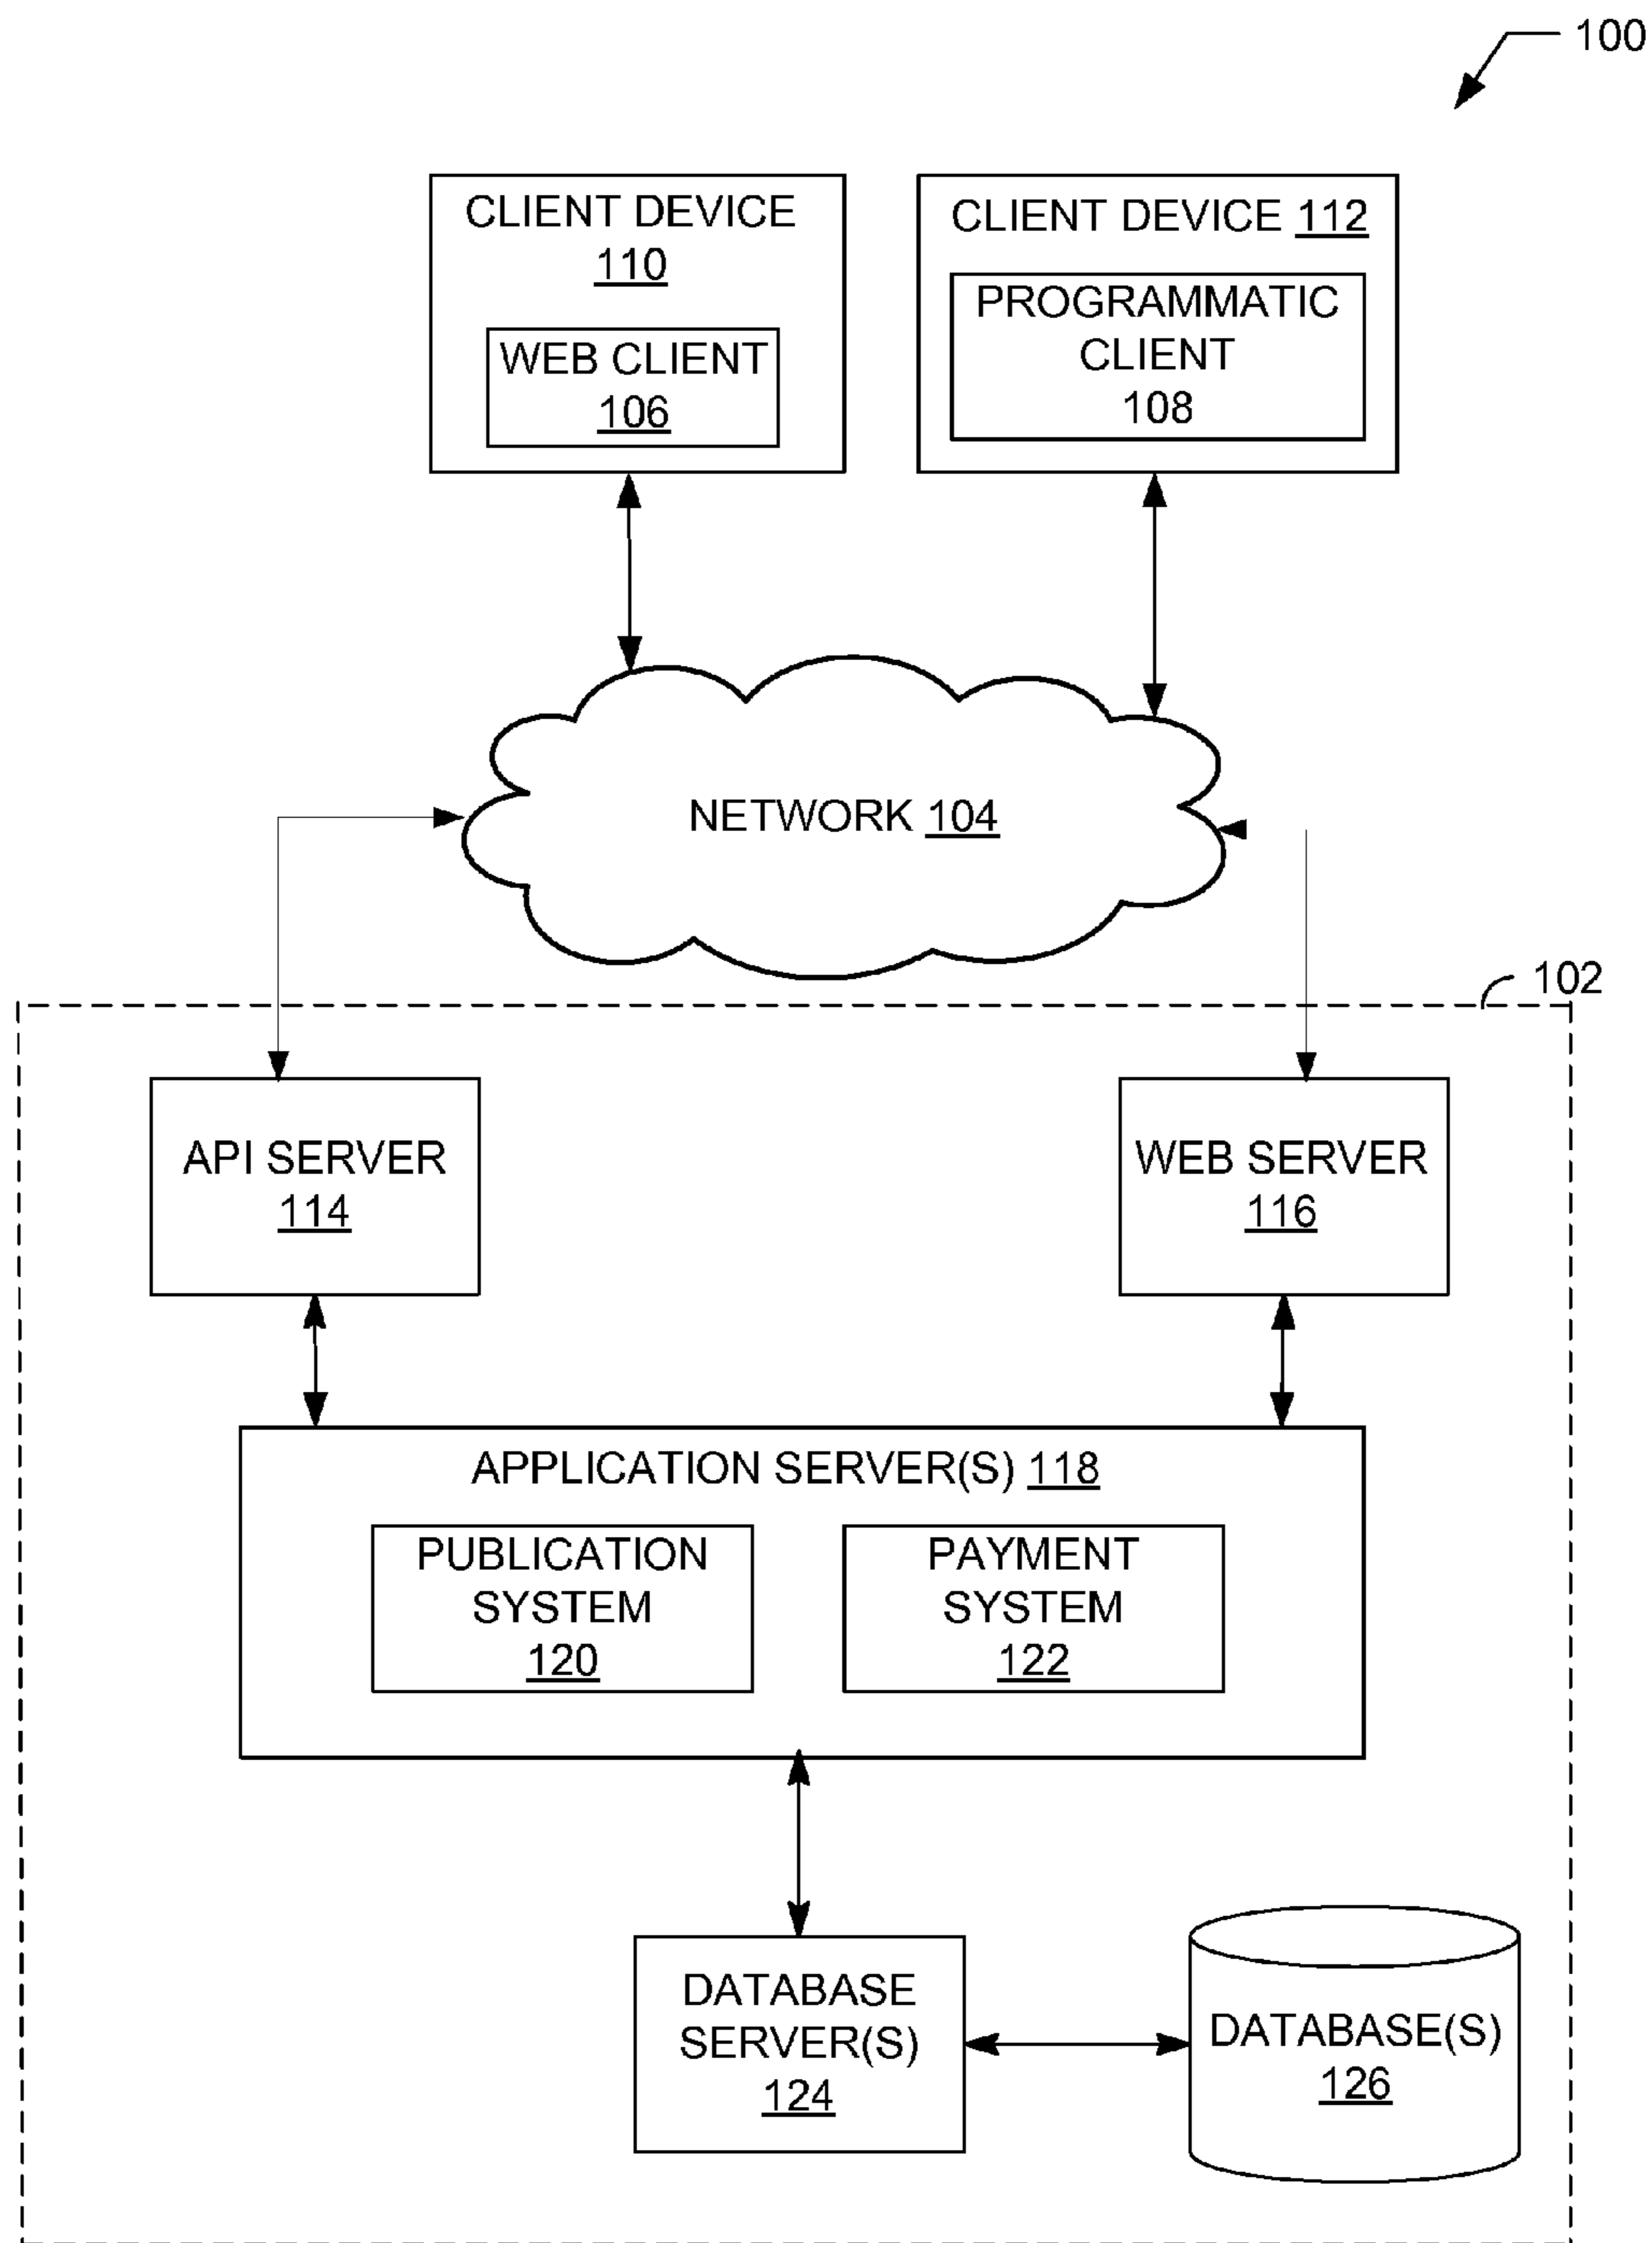 100
CLIENT DEVICE
110
WEB CLIENT
106
CLIENT DEVICE 112
PROGRAMMATIC
CLIENT
108
NETWORK 104
102
API SERVER
114
WEB SERVER
116
APPLICATION SERVER(S) 118
PUBLICATION
SYSTEM
120
PAYMENT
SYSTEM
122
DATABASE
SERVER(S)
124
DATABASE(S)
126